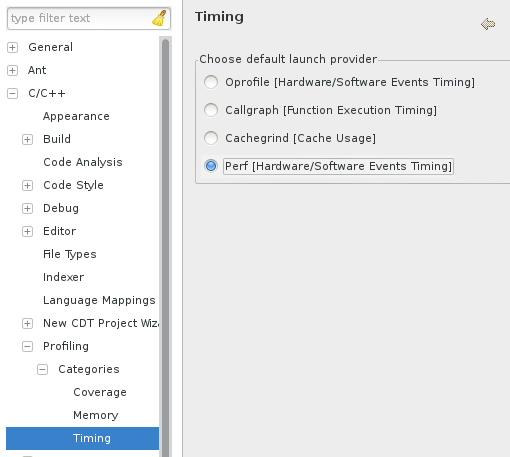 type filter text
General
Ant
C/C++
Appearance
Build
Code Analysis
Code Style
Debug
Editor
File Types
Indexer
Language Mappings
New CDT Project Wiza
Profiling
Categories
Coverage
Memory
Timing
Timing
Choose default launch provider
Oprofile [Hardware/Software Events Timing]
Callgraph [Function Execution Timing]
Cachegrind [Cache Usage]
Perf [Hardware/Software Events Timing]